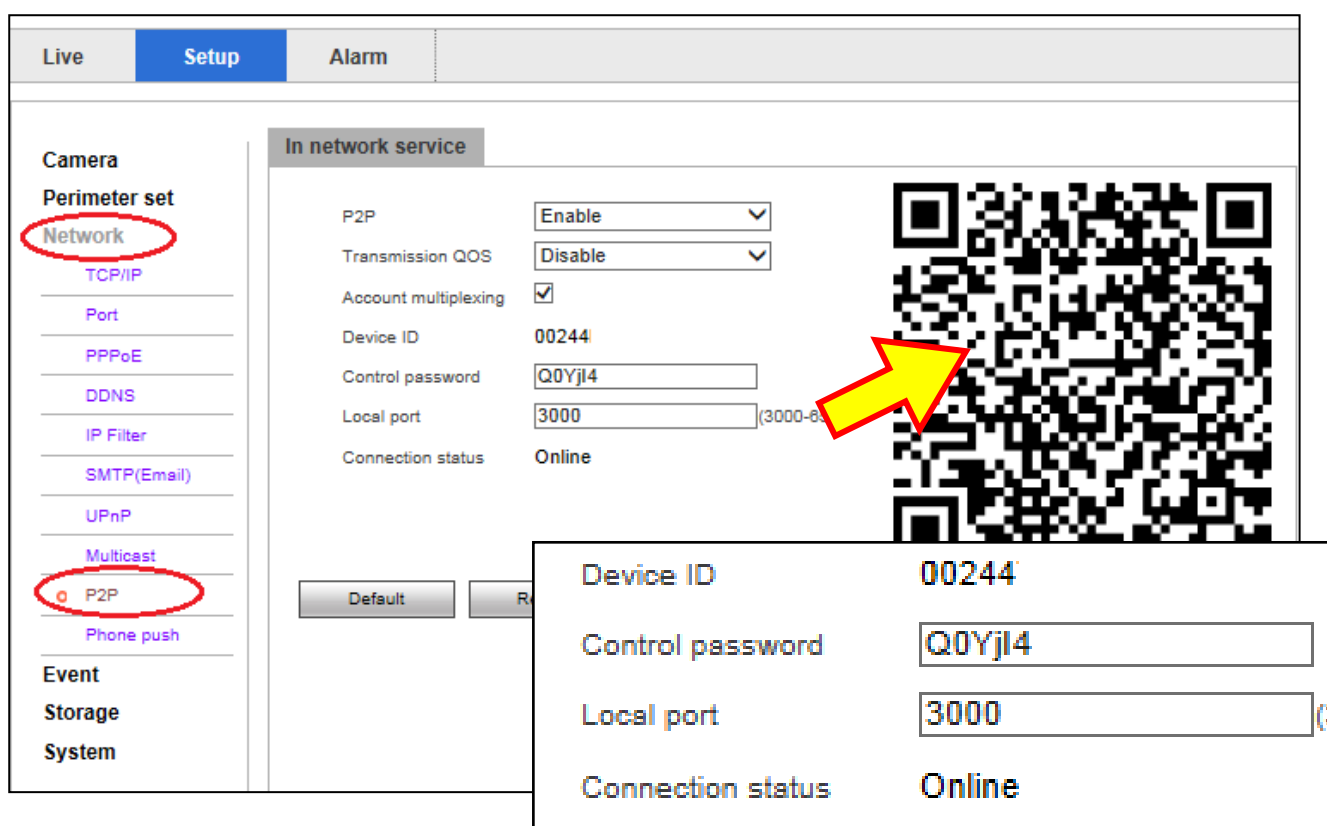 Live Setup Alarm
In network service
Camera
Perimeter set
Network
TCP/IP
Port
PPPoE
DDNS
IP Filter
SMTP(Email)
UPnP
Multicast
P2P
Phone push
Event
Storage
System
P2P Enable
Transmission QOS Disable
Account multiplexing
Device ID 00244
Control password Q0YjI4
Local port 3000 (3000-6
Connection status Online
Default
Device ID 00244
Control password Q0YjI4
Local port 3000
Connection status Online